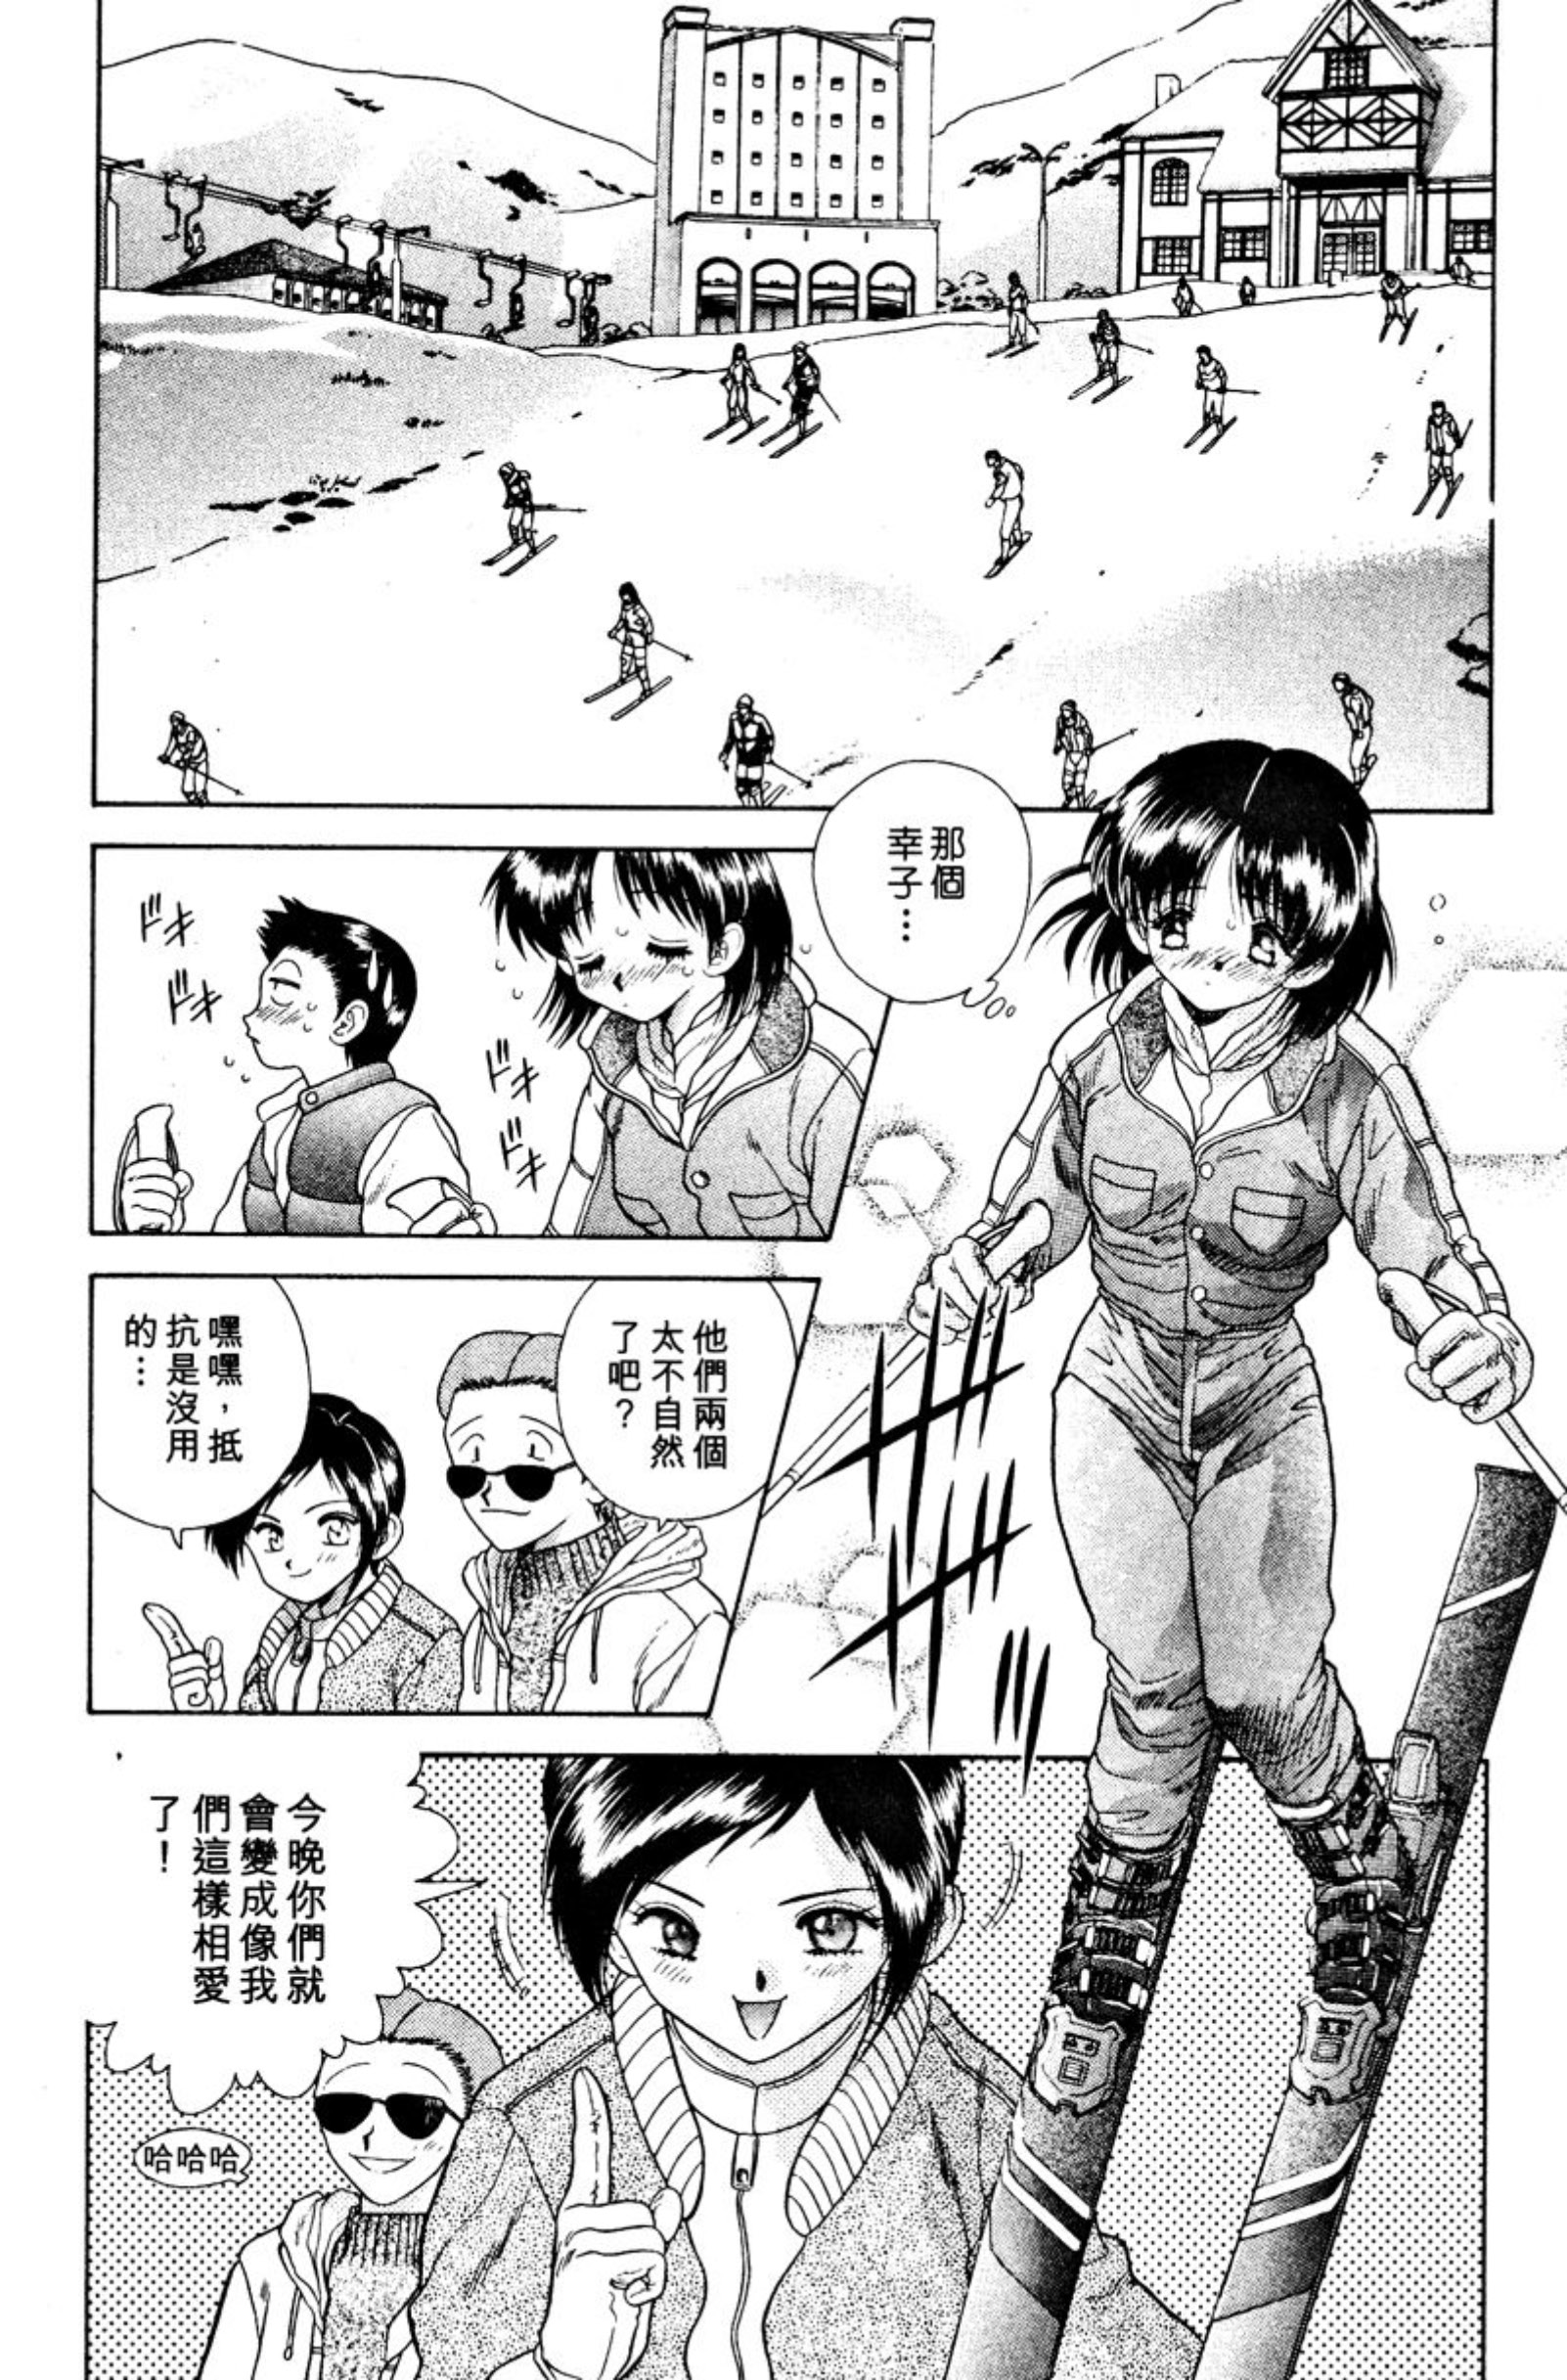 那個
幸子…
ドキ
ドキ
ドキ
ドキ
他們兩個
太不自然
了吧？
嘿嘿，抵
抗是沒用
的…
今晚你們就
會變成像我
們這樣相愛
了！
哈哈哈